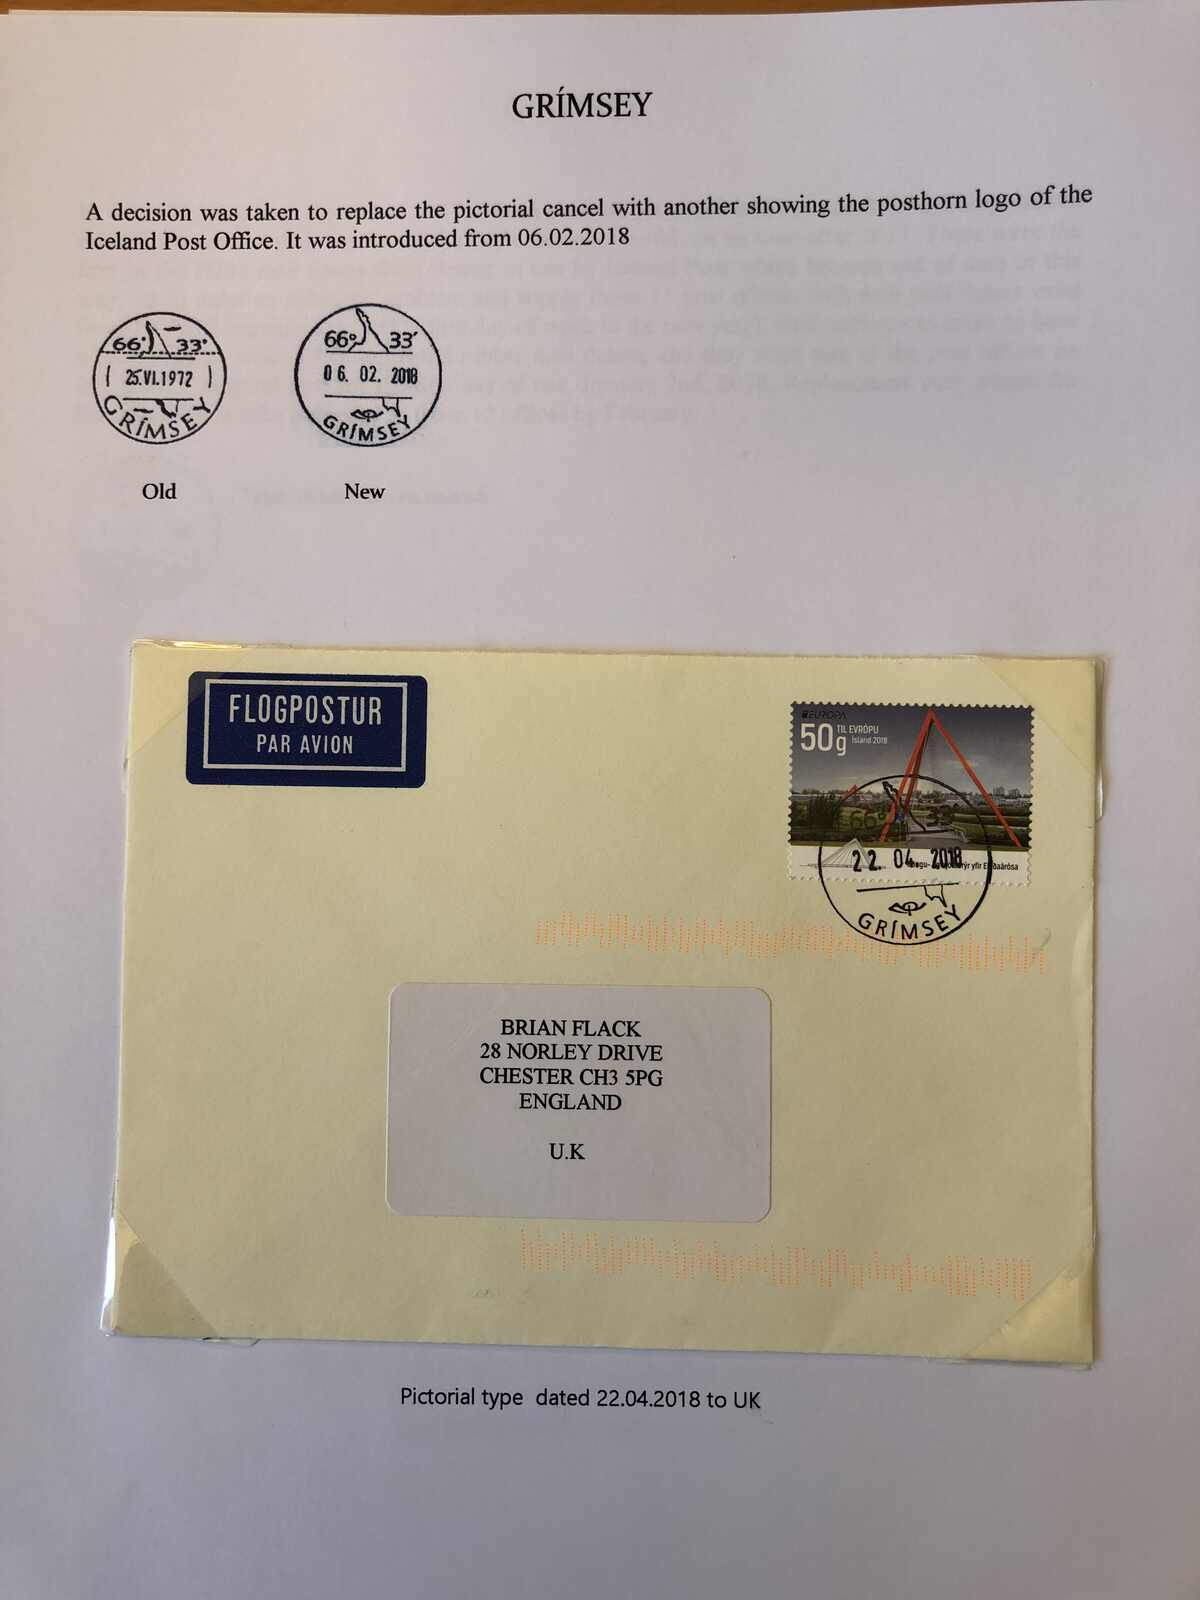 GRÍMSEY
A decision was taken to replace the pictorial cancel with another showing the posthorn logo of the
Iceland Post Office. It was introduced from 06.02.2018
66° 33'
25.VI.1972
GRÍMSEY
Old
66° 33'
06. 02. 2018
GRÍMSEY
New
FLOGPOSTUR
PAR AVION
EUROPA
50g TIL EVRÓPU
Ísland 2018
yfir
66° 33'
22. 04. 2018
GRÍMSEY
BRIAN FLACK
28 NORLEY DRIVE
CHESTER CH3 5PG
ENGLAND
U.K
Pictorial type dated 22.04.2018 to UK